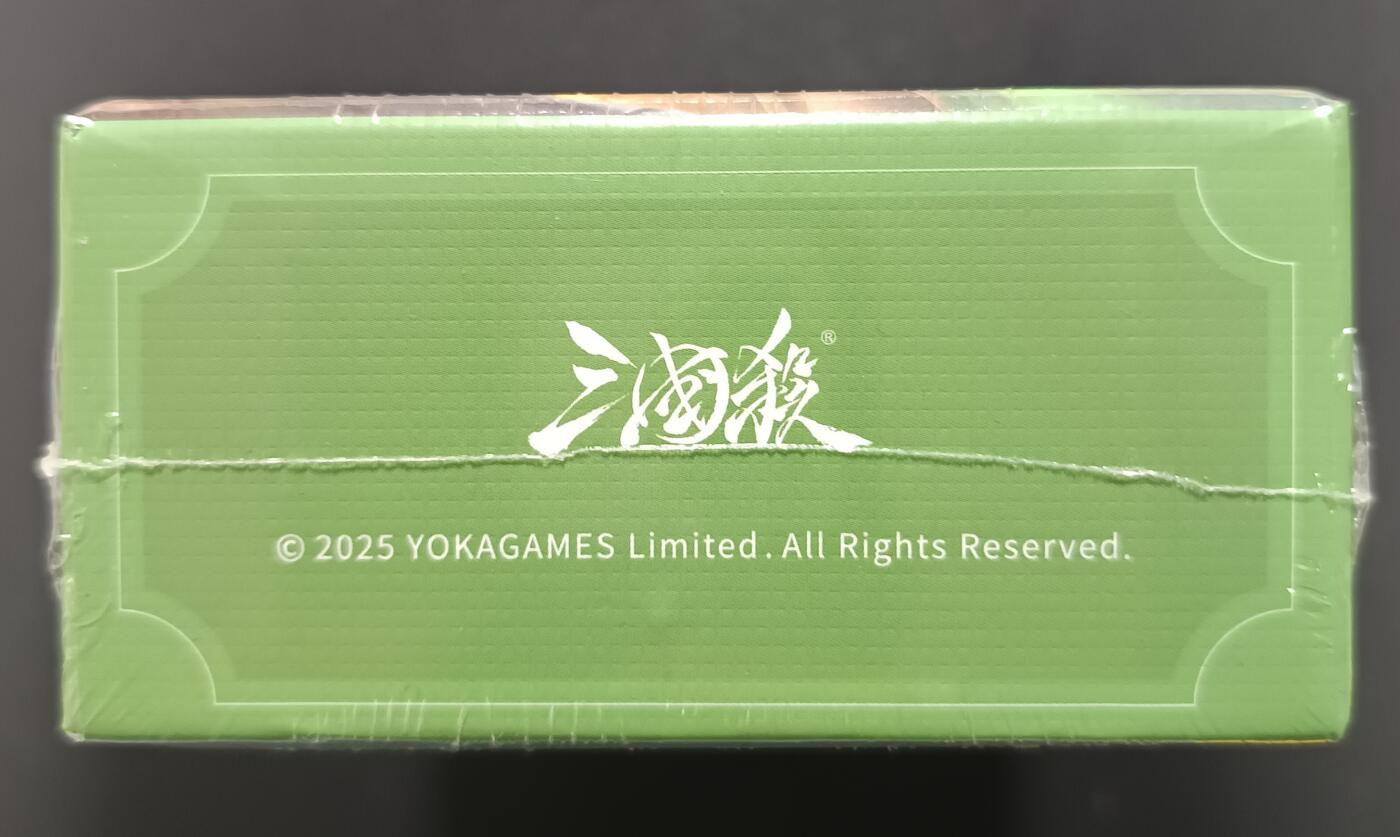 三國殺®
© 2025 YOKAGAMES Limited. All Rights Reserved.